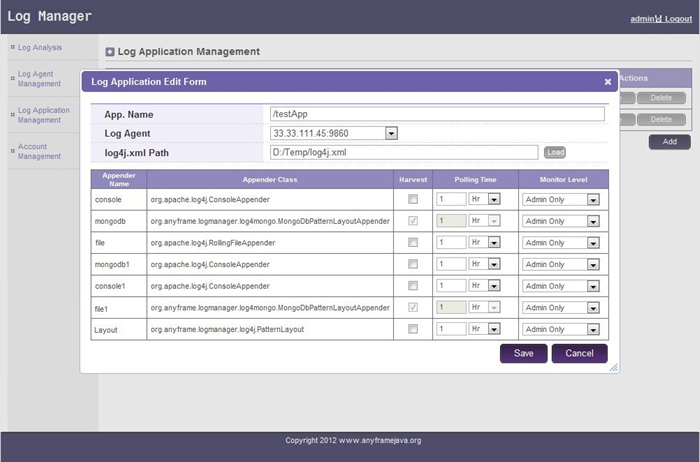 Log Manager
admin Logout
Log Analysis
Log Agent
Management
Log Application
Management
Account
Management
Log Application Management
Actions
Delete
Delete
Add
Log Application Edit Form
App. Name /testApp
Log Agent 33.33.111.45:9860
log4j.xml Path D:/Temp/log4j.xml Load
Appender
Name Appender Class Harvest Polling Time Monitor Level
console org.apache.log4j.ConsoleAppender 1 Hr Admin Only
mongodb org.anyframe.logmanager.log4mongo.MongoDbPatternLayoutAppender 1 Hr Admin Only
file org.apache.log4j.RollingFileAppender 1 Hr Admin Only
mongodb1 org.apache.log4j.ConsoleAppender 1 Hr Admin Only
console1 org.apache.log4j.ConsoleAppender 1 Hr Admin Only
file1 org.anyframe.logmanager.log4mongo.MongoDbPatternLayoutAppender 1 Hr Admin Only
Layout org.anyframe.logmanager.log4j.PatternLayout 1 Hr Admin Only
Save Cancel
Copyright 2012 www.anyframejava.org